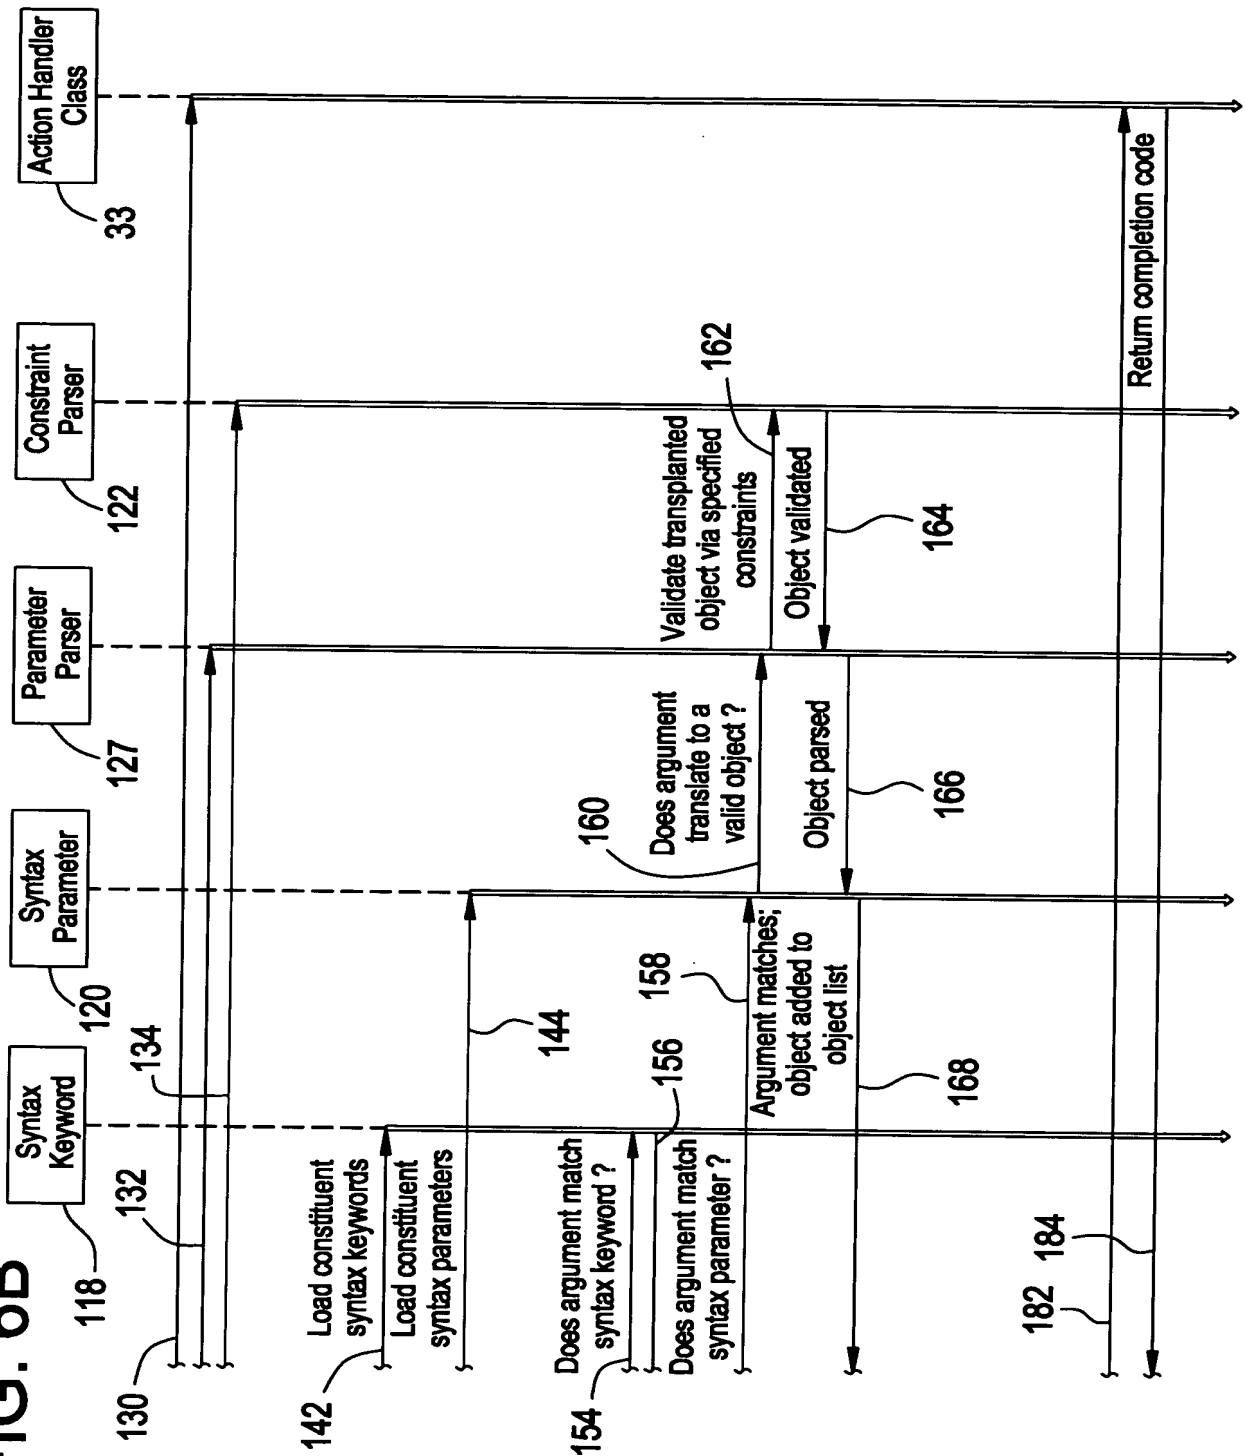 FIG. 6B
Syntax
Keyword
118
Syntax
Parameter
120
Parameter
Parser
127
Constraint
Parser
122
Action Handler
Class
33
130
132
134
Load constituent
syntax keywords
142
Load constituent
syntax parameters
144
Does argument match
syntax keyword ?
154
156
Does argument match
syntax parameter ?
158
Does argument
translate to a
valid object ?
160
Validate transplanted
object via specified
constraints
162
Object validated
164
Object parsed
166
Argument matches;
object added to
object list
168
182
Return completion code
184